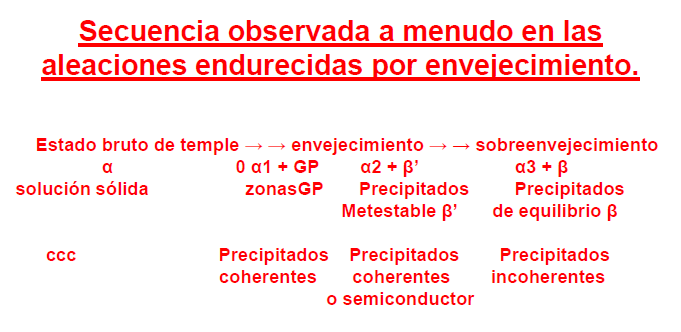 Secuencia observada a menudo en las
aleaciones endurecidas por envejecimiento.
Estado bruto de temple → → envejecimiento → → sobreenvejecimiento
α 0 α1 + GP α2 + β’ α3 + β
solución sólida zonasGP Precipitados Precipitados
Metestable β’ de equilibrio β
ccc Precipitados Precipitados Precipitados
coherentes coherentes incoherentes
o semiconductor